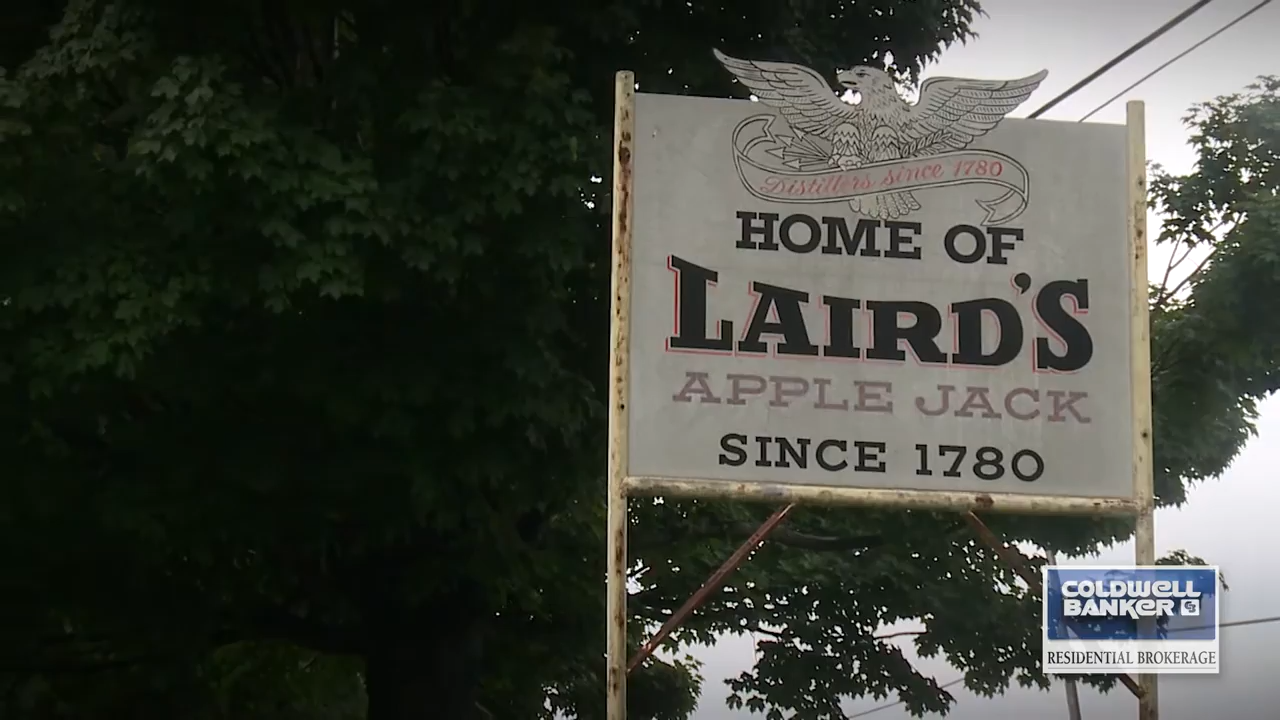 Distillers since 1780
HOME OF
LAIRD'S
APPLE JACK
SINCE 1780
COLDWELL
BANKER
RESIDENTIAL BROKERAGE